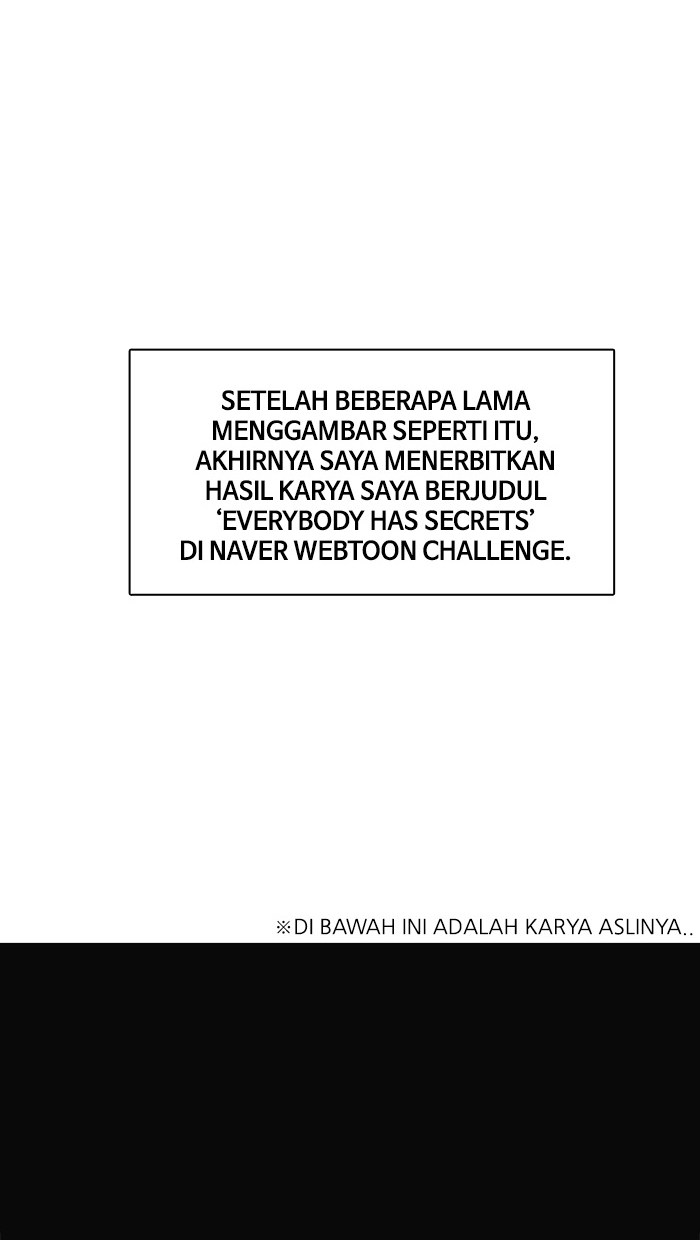 SETELAH BEBERAPA LAMA
MENGGAMBAR SEPERTI ITU,
AKHIRNYA SAYA MENERBITKAN
HASIL KARYA SAYA BERJUDUL
‘EVERYBODY HAS SECRETS’
DI NAVER WEBTOON CHALLENGE.
※DI BAWAH INI ADALAH KARYA ASLINYA..